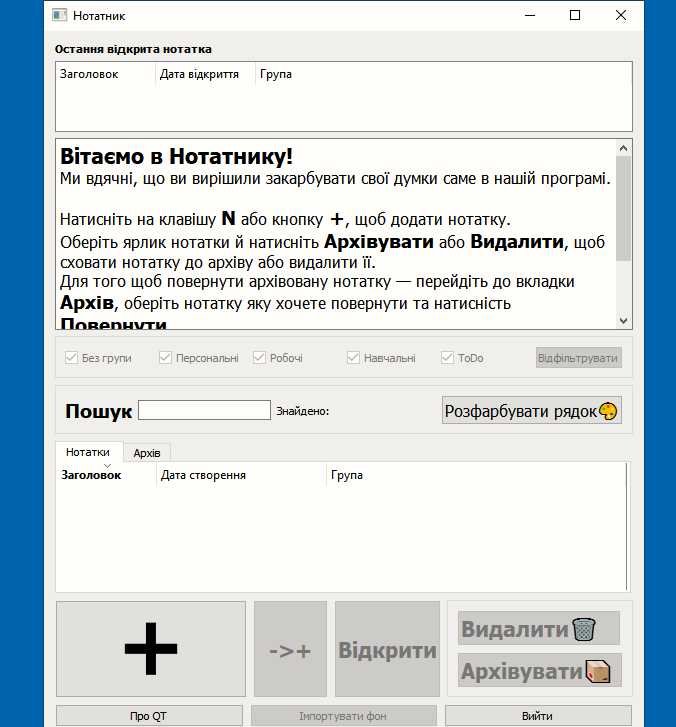 Нотатник
Остання відкрита нотатка
Заголовок Дата відкриття Група
Вітаємо в Нотатнику!
Ми вдячні, що ви вирішили закарбувати свої думки саме в нашій програмі.
Натисніть на клавішу N або кнопку +, щоб додати нотатку.
Оберіть ярлик нотатки й натисніть Архівувати або Видалити, щоб
сховати нотатку до архіву або видалити її.
Для того щоб повернути архівовану нотатку — перейдіть до вкладки
Архів, оберіть нотатку яку хочете повернути та натисність
Повернути
Без групи Персональні Робочі Навчальні ToDo Відфільтрувати
Пошук Знайдено: Розфарбувати рядок
Нотатки Архів
Заголовок Дата створення Група
+ ->+ Відкрити Видалити
Архівувати
Про QT Імпортувати фон Вийти